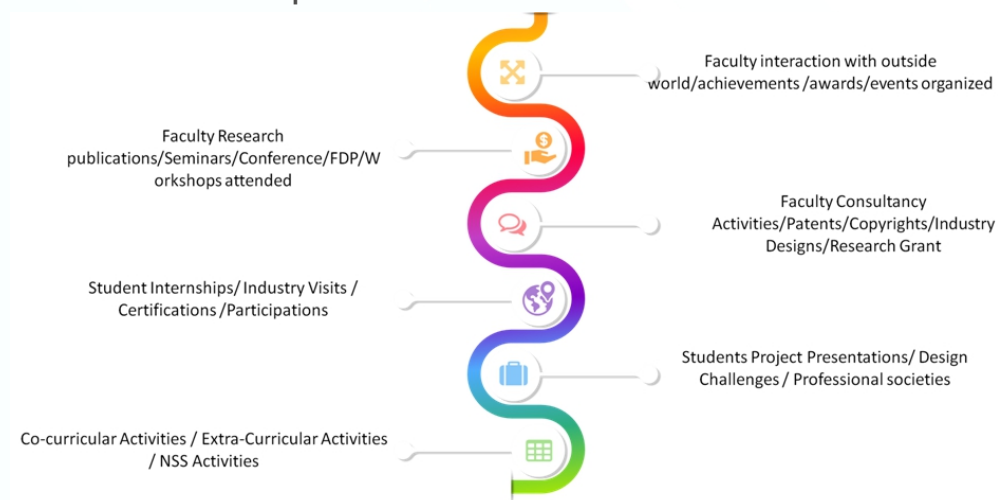 Faculty interaction with outside
world/achievements /awards/events organized
Faculty Research
publications/Seminars/Conference/FDP/W
orkshops attended
Faculty Consultancy
Activities/Patents/Copyrights/Industry
Designs/Research Grant
Student Internships/ Industry Visits /
Certifications /Participations
Students Project Presentations/ Design
Challenges / Professional societies
Co-curricular Activities / Extra-Curricular Activities
/ NSS Activities